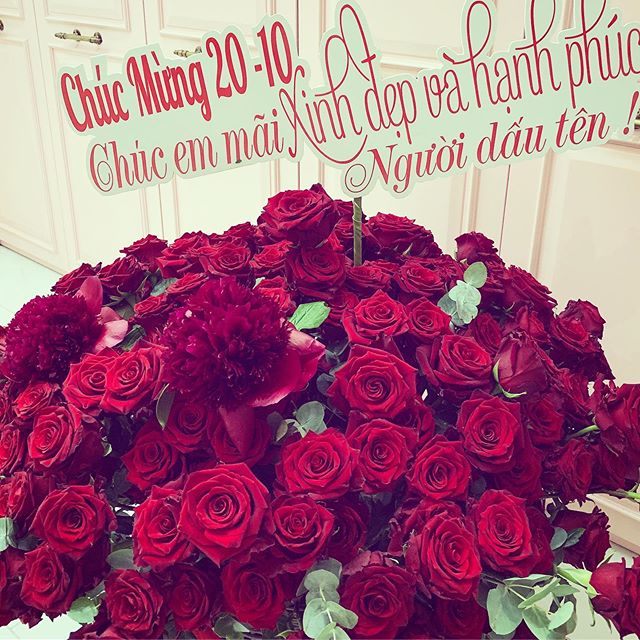 Chúc Mừng 20-10
Chúc em mãi xinh đẹp và hạnh phúc
Người dấu tên !